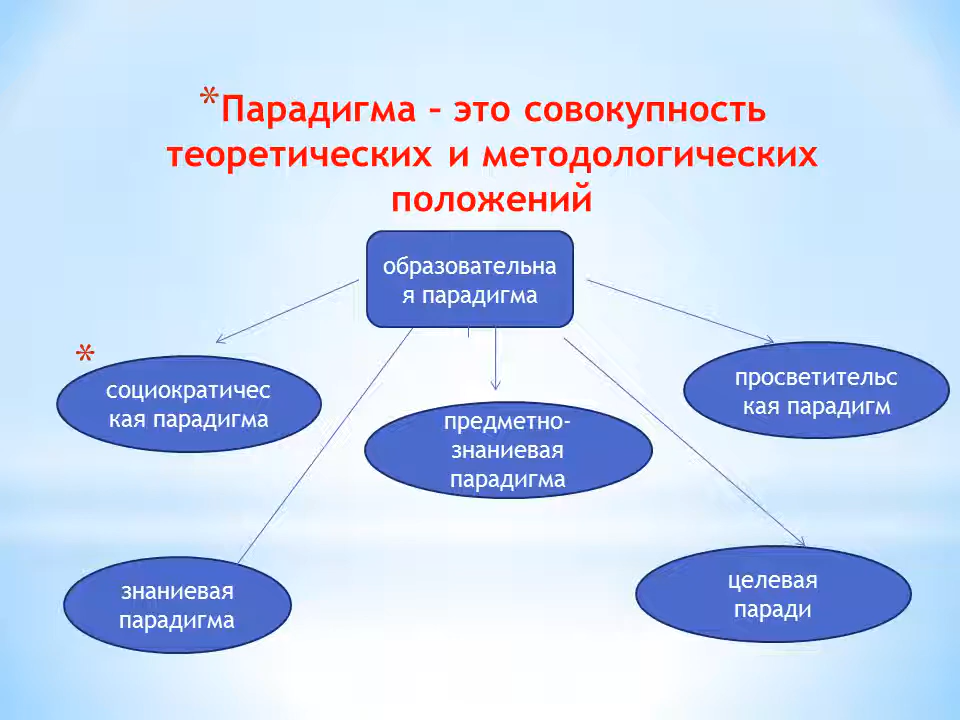 *Парадигма – это совокупность
теоретических и методологических
положений
образовательна
я парадигма
*
социократичес
кая парадигма
предметно-
знаниевая
парадигма
просветительс
кая парадигм
знаниевая
парадигма
целевая
паради